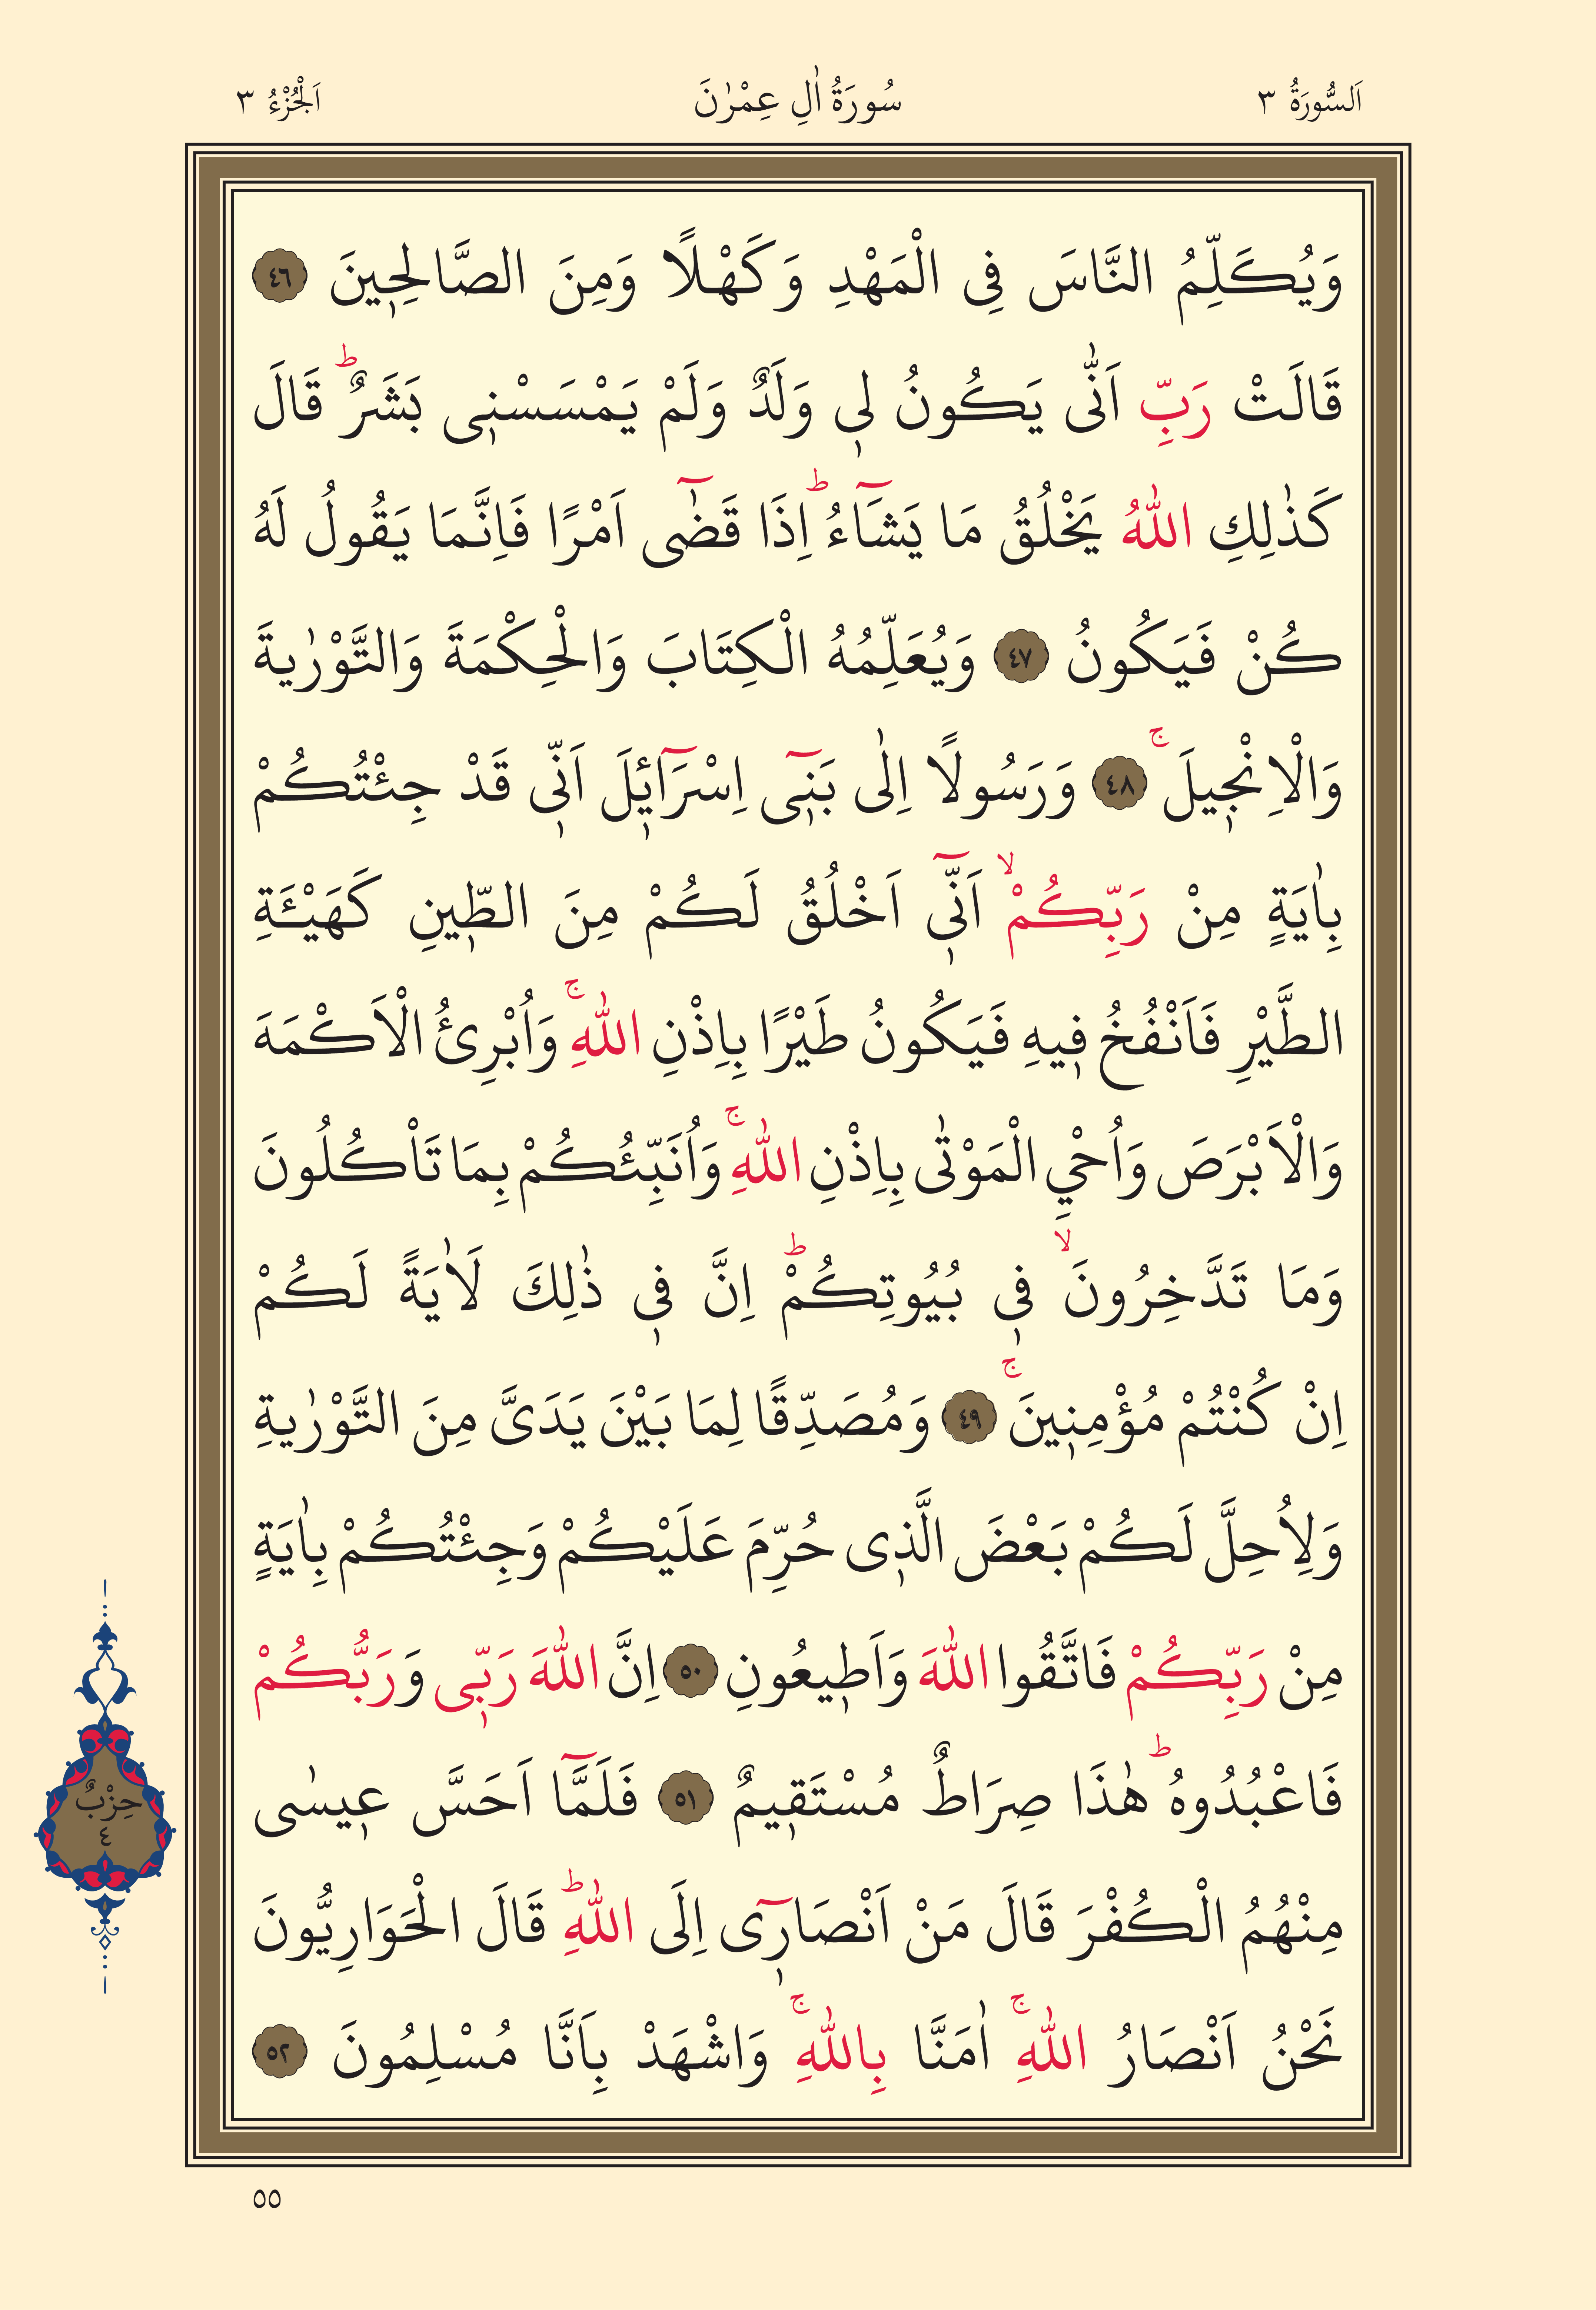 اَلسُّورَةُ ٣
سُورَةُ اٰلِ عِمْرٰنَ
اَلْجُزْءُ ٣
وَيُكَلِّمُ النَّاسَ فِى الْمَهْدِ وَكَهْلًا وَمِنَ الصَّالِح۪ينَ ٤٦
قَالَتْ رَبِّ اَنّٰى يَكُونُ ل۪ى وَلَدٌ وَلَمْ يَمْسَسْن۪ى بَشَرٌۜ قَالَ
كَذٰلِكِ اللّٰهُ يَخْلُقُ مَا يَشَٓاءُۜ اِذَا قَضٰٓى اَمْرًا فَاِنَّمَا يَقُولُ لَهُ
كُنْ فَيَكُونُ ٤٧ وَيُعَلِّمُهُ الْكِتَابَ وَالْحِكْمَةَ وَالتَّوْرٰيةَ
وَالْاِنْج۪يلَۚ ٤٨ وَرَسُولًا اِلٰى بَن۪ٓى اِسْرَٓائ۪لَ اَنّ۪ى قَدْ جِئْتُكُمْ
بِاٰيَةٍ مِنْ رَبِّكُمْۙ اَنّ۪ٓى اَخْلُقُ لَكُمْ مِنَ الطّ۪ينِ كَهَيْـَٔةِ
الطَّيْرِ فَاَنْفُخُ ف۪يهِ فَيَكُونُ طَيْرًا بِاِذْنِ اللّٰهِۚ وَاُبْرِئُ الْاَكْمَهَ
وَالْاَبْرَصَ وَاُحْيِ الْمَوْتٰى بِاِذْنِ اللّٰهِۚ وَاُنَبِّئُكُمْ بِمَا تَاْكُلُونَ
وَمَا تَدَّخِرُونَۙ ف۪ى بُيُوتِكُمْۜ اِنَّ ف۪ى ذٰلِكَ لَاٰيَةً لَكُمْ
اِنْ كُنْتُمْ مُؤْمِن۪ينَۚ ٤٩ وَمُصَدِّقًا لِمَا بَيْنَ يَدَىَّ مِنَ التَّوْرٰيةِ
وَلِاُحِلَّ لَكُمْ بَعْضَ الَّذ۪ى حُرِّمَ عَلَيْكُمْ وَجِئْتُكُمْ بِاٰيَةٍ
مِنْ رَبِّكُمْ فَاتَّقُوا اللّٰهَ وَاَط۪يعُونِ ٥٠ اِنَّ اللّٰهَ رَبّ۪ى وَرَبُّكُمْ
فَاعْبُدُوهُۜ هٰذَا صِرَاطٌ مُسْتَق۪يمٌ ٥١ فَلَمَّٓا اَحَسَّ ع۪يسٰى
مِنْهُمُ الْكُفْرَ قَالَ مَنْ اَنْصَار۪ٓى اِلَى اللّٰهِۜ قَالَ الْحَوَارِيُّونَ
نَحْنُ اَنْصَارُ اللّٰهِۚ اٰمَنَّا بِاللّٰهِۚ وَاشْهَدْ بِاَنَّا مُسْلِمُونَ ٥٢
حِزْبٌ
٤
٥٥